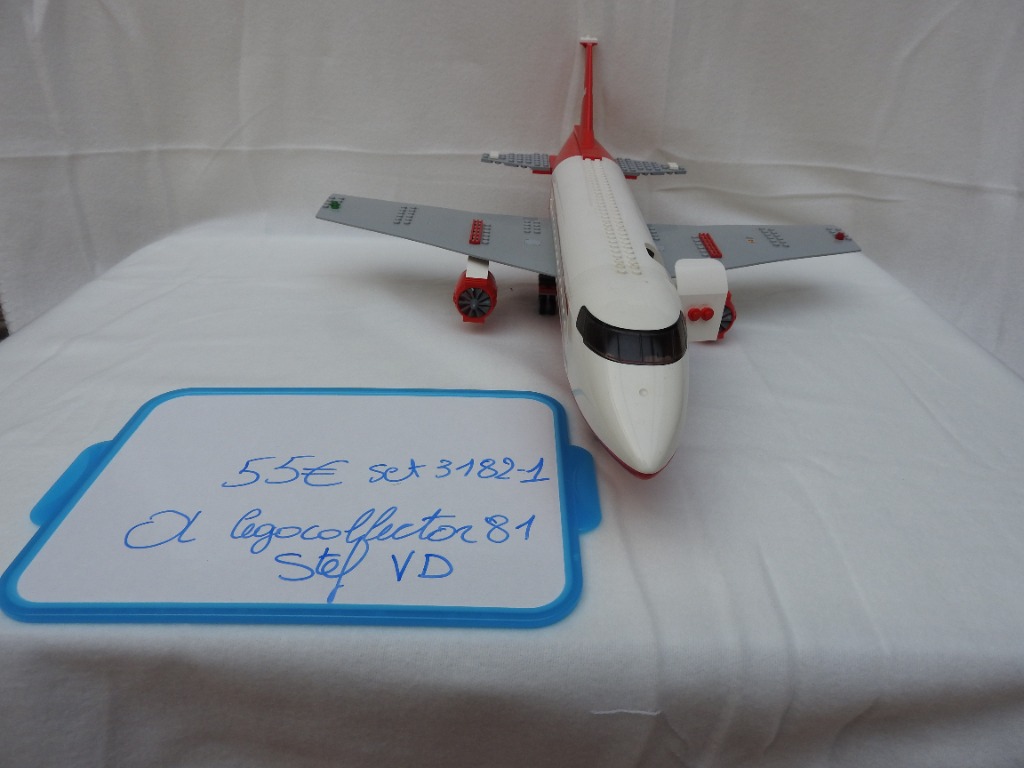 55€ set 3182-1
legocollector81
Stef VD